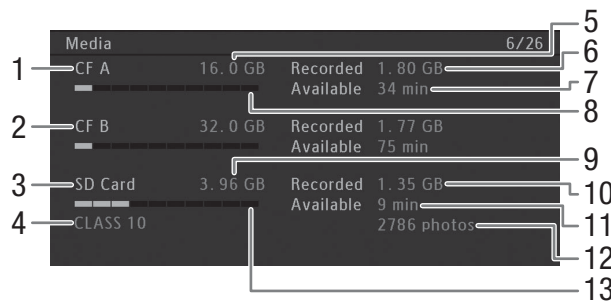 5
Media 6/26
6
1 CF A 16.0 GB Recorded 1.80 GB
Available 34 min 7
8
2 CF B 32.0 GB Recorded 1.77 GB
Available 75 min
9
3 SD Card 3.96 GB Recorded 1.35 GB 10
Available 9 min 11
4 CLASS 10 2786 photos
12
13